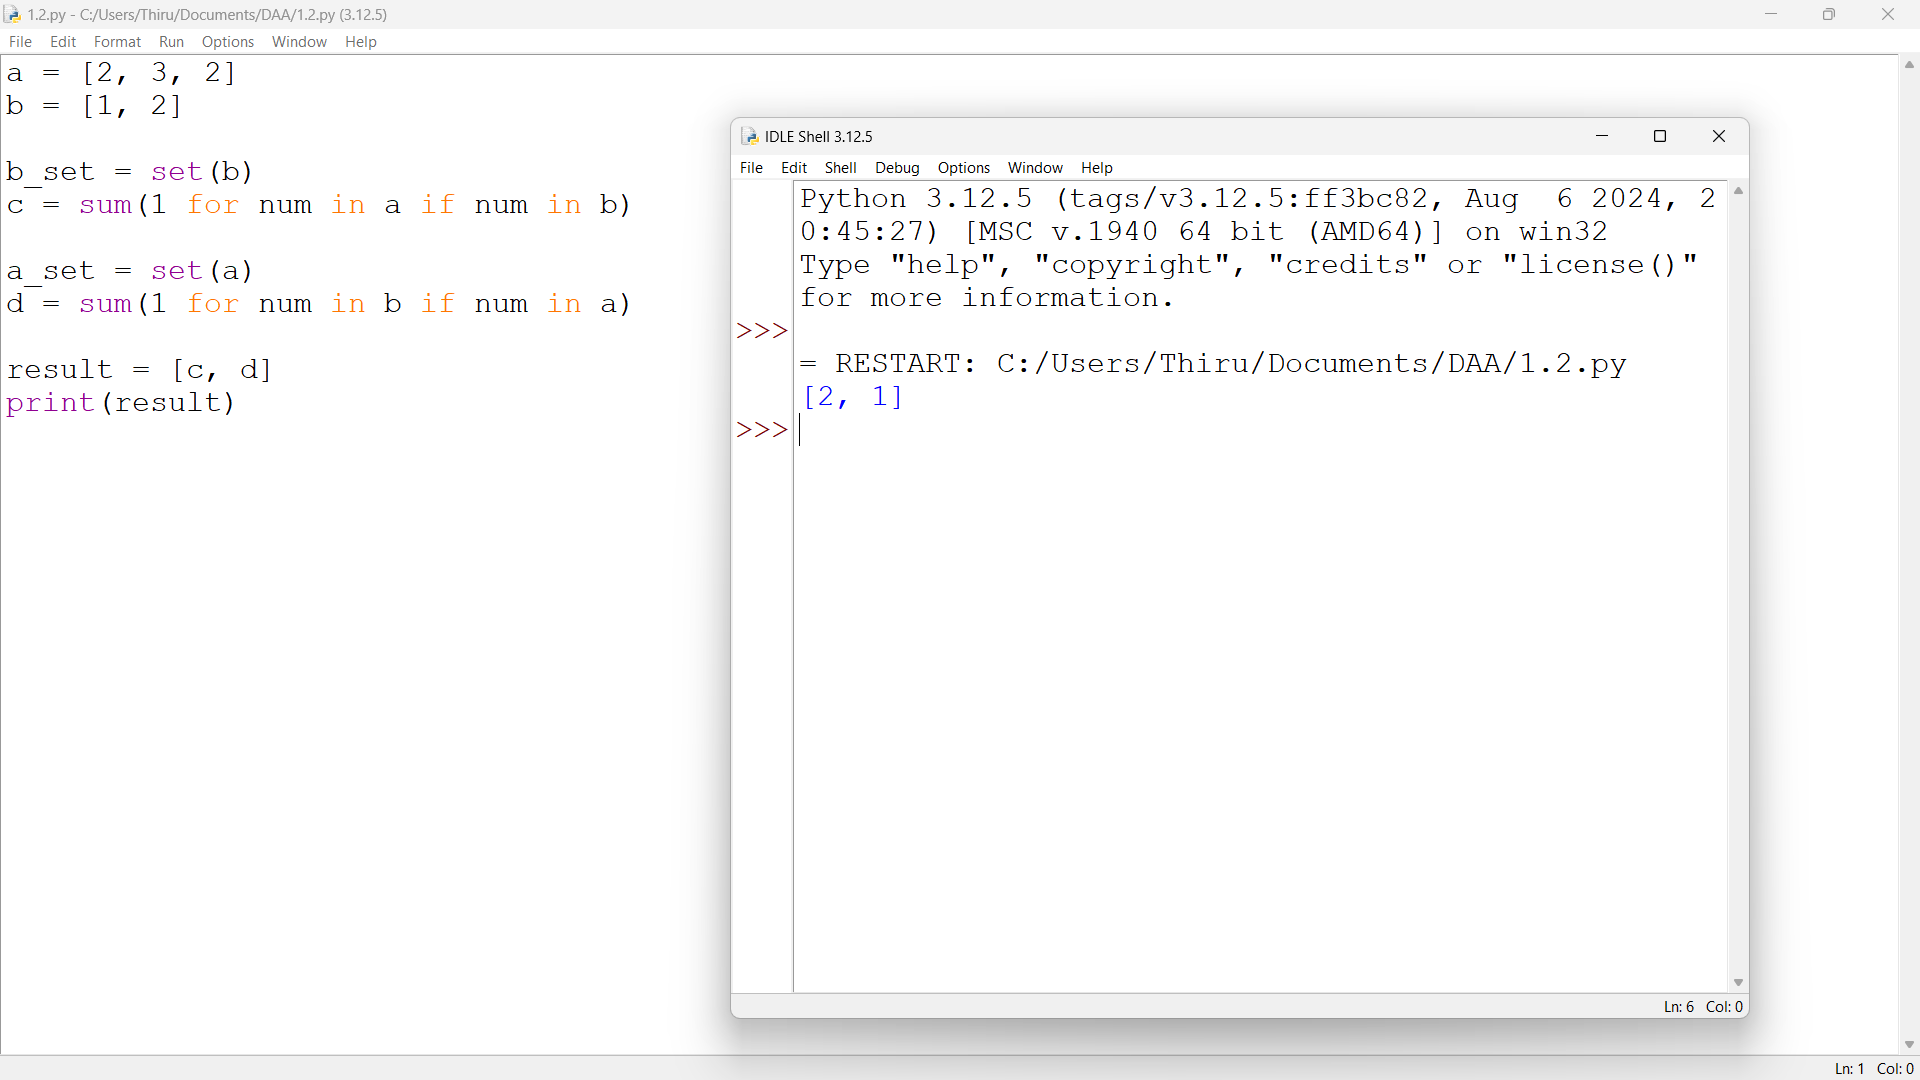 1.2.py - C:/Users/Thiru/Documents/DAA/1.2.py (3.12.5)
File Edit Format Run Options Window Help
a = [2, 3, 2]
b = [1, 2]
b_set = set(b)
c = sum(1 for num in a if num in b)
a_set = set(a)
d = sum(1 for num in b if num in a)
result = [c, d]
print(result)
IDLE Shell 3.12.5
File Edit Shell Debug Options Window Help
Python 3.12.5 (tags/v3.12.5:ff3bc82, Aug  6 2024, 2
0:45:27) [MSC v.1940 64 bit (AMD64)] on win32
Type "help", "copyright", "credits" or "license()"
for more information.
>>>
= RESTART: C:/Users/Thiru/Documents/DAA/1.2.py
[2, 1]
>>>
Ln: 6 Col: 0
Ln: 1 Col: 0